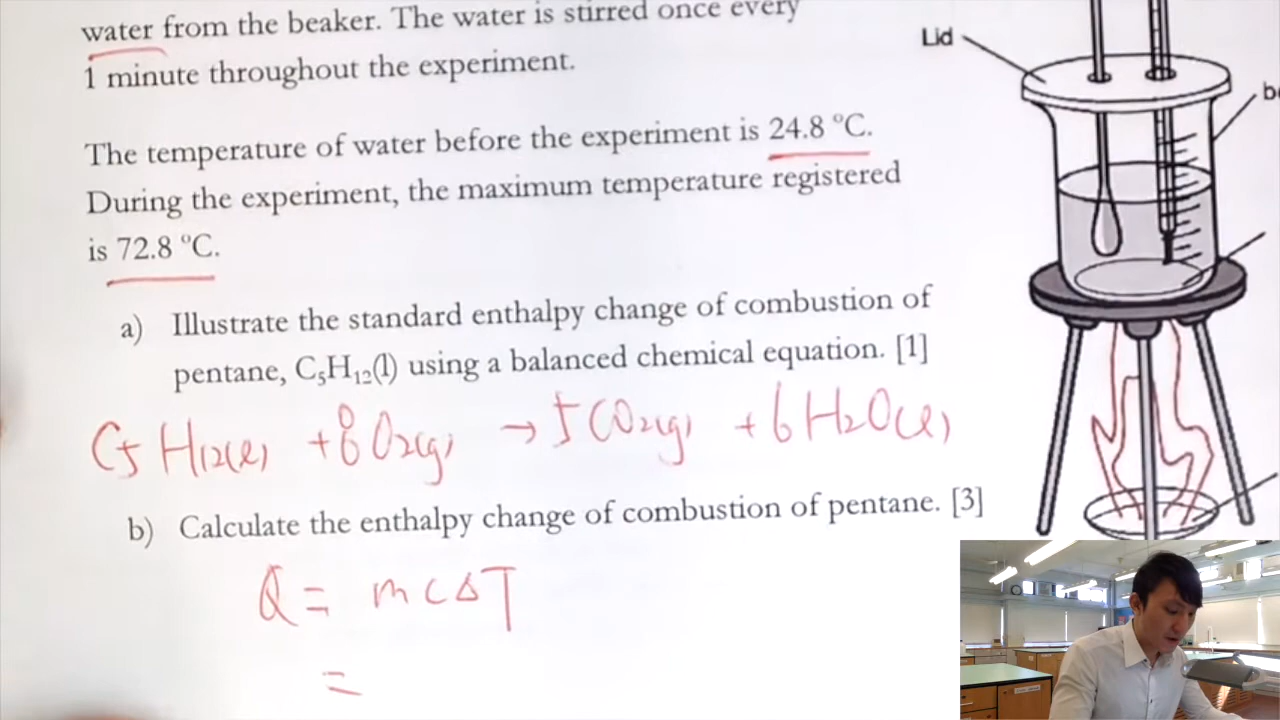 water from the beaker. The water is stirred once every
1 minute throughout the experiment.
Lid
The temperature of water before the experiment is 24.8 ºC.
During the experiment, the maximum temperature registered
is 72.8 ºC.
a) Illustrate the standard enthalpy change of combustion of
pentane, C₅H₁₂(l) using a balanced chemical equation. [1]
C₅H₁₂(l) + 8O₂(g) → 5CO₂(g) + 6H₂O(l)
b) Calculate the enthalpy change of combustion of pentane. [3]
Q = mcΔT
=